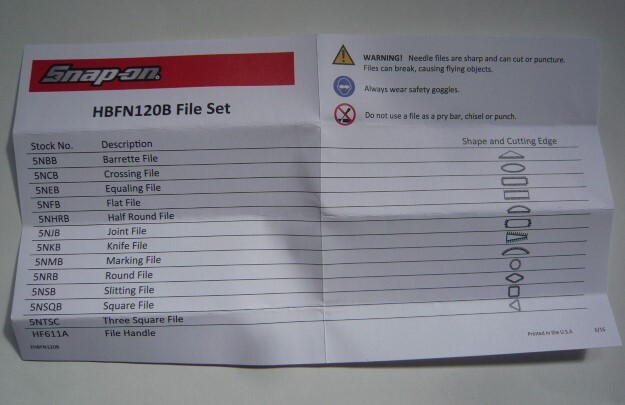 Snap-on®
HBFN120B File Set
WARNING! Needle files are sharp and can cut or puncture.
Files can break, causing flying objects.
Always wear safety goggles.
Do not use a file as a pry bar, chisel or punch.
Stock No. Description Shape and Cutting Edge
5NBB Barrette File
5NCB Crossing File
5NEB Equaling File
5NFB Flat File
5NHRB Half Round File
5NJB Joint File
5NKB Knife File
5NMB Marking File
5NRB Round File
5NSB Slitting File
5NSQB Square File
5NTSC Three Square File
HF611A File Handle
Printed in the U.S.A